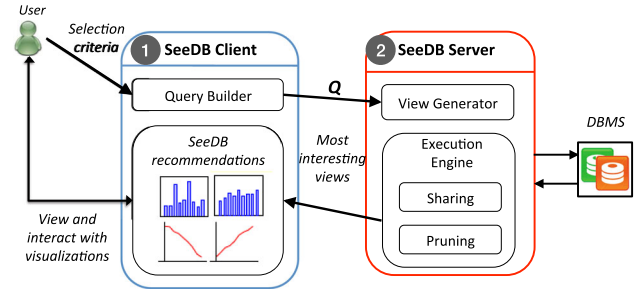 User
Selection
criteria
1 SeeDB Client
Query Builder
SeeDB
recommendations
View and
interact with
visualizations
Q
Most
interesting
views
2 SeeDB Server
View Generator
Execution
Engine
Sharing
Pruning
DBMS